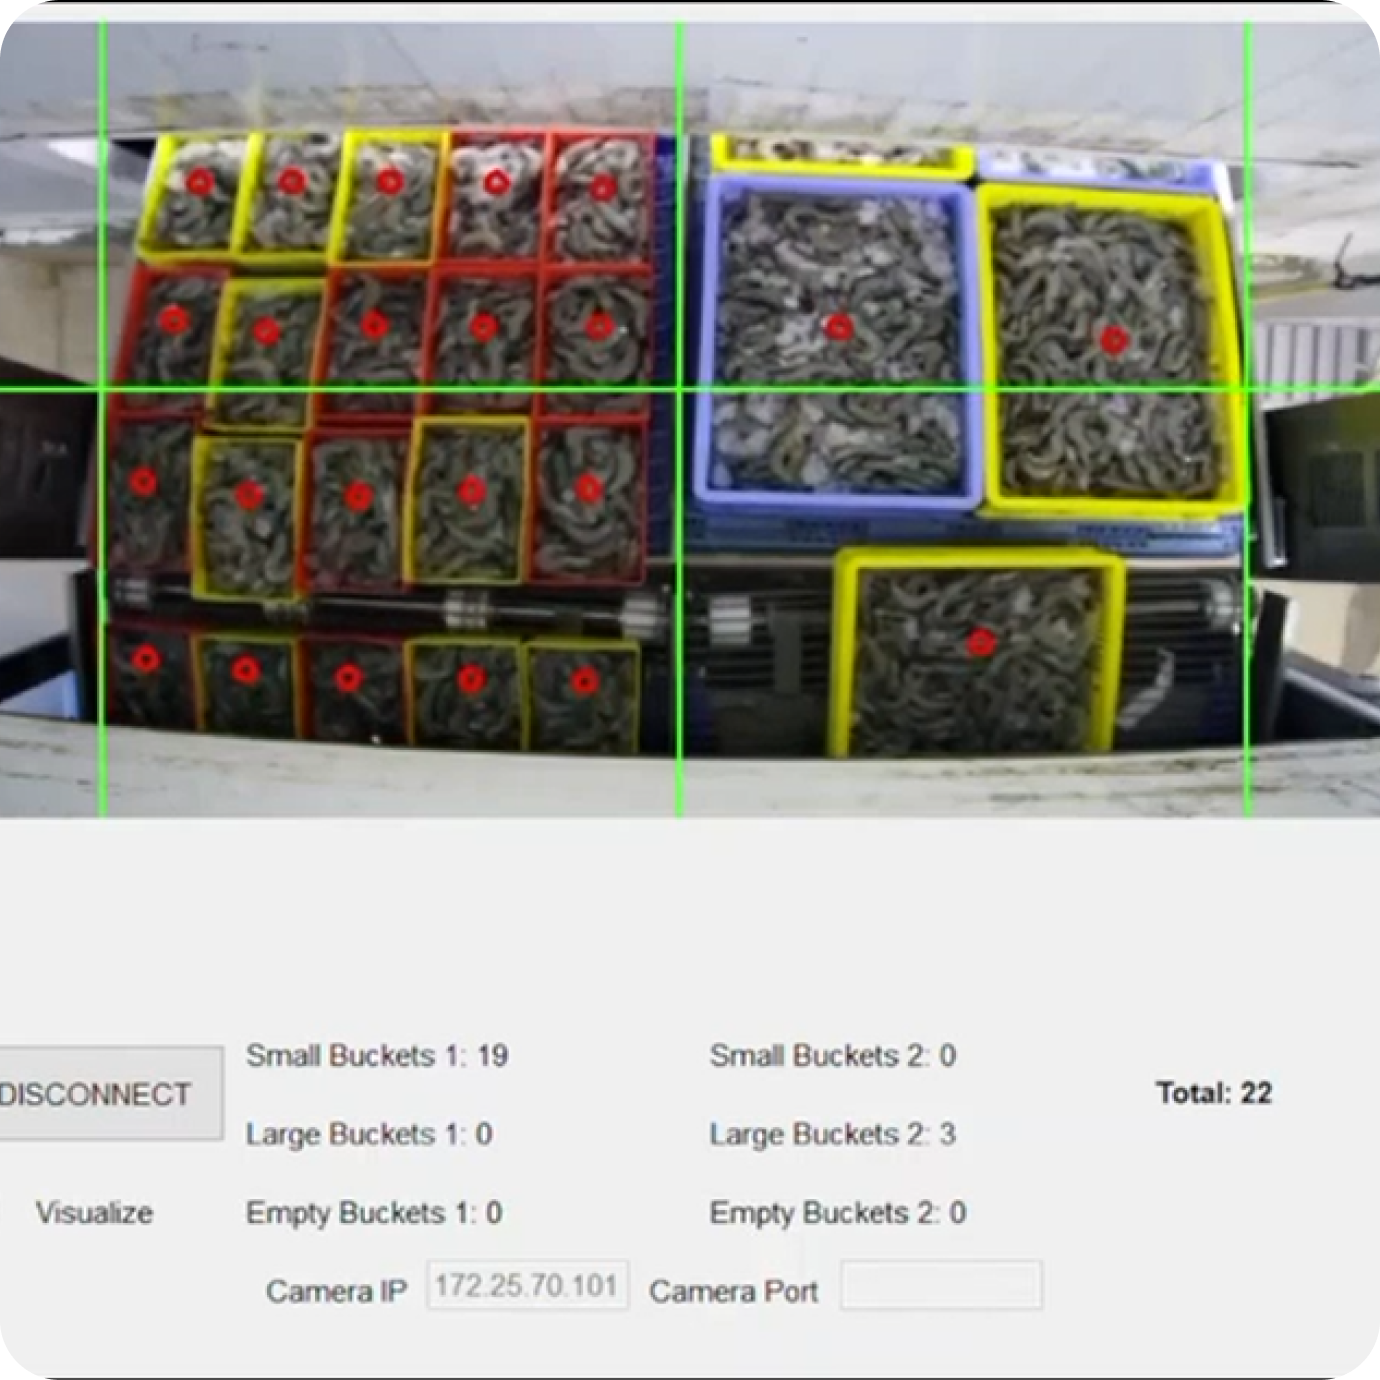 Small Buckets 1: 19
Small Buckets 2: 0
DISCONNECT
Total: 22
Large Buckets 1: 0
Large Buckets 2: 3
Visualize
Empty Buckets 1: 0
Empty Buckets 2: 0
Camera IP 172.25.70.101 Camera Port